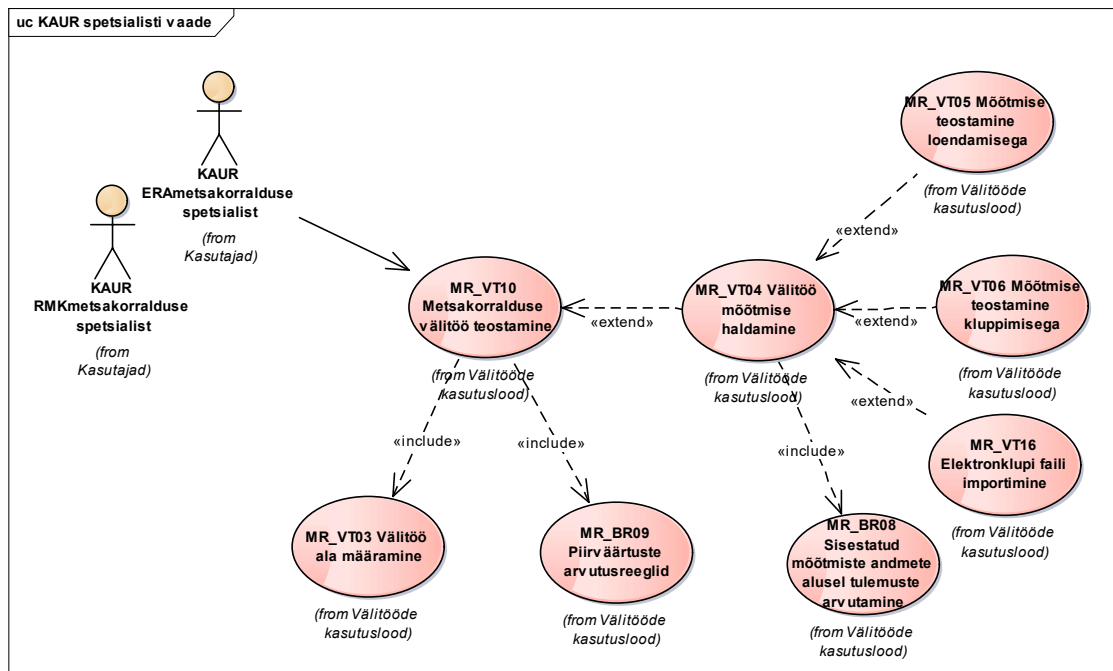 uc KAUR spetsialisti vaade
KAUR
ERAmetsakorralduse
spetsialist
(from
Kasutajad)
KAUR
RMKmetsakorralduse
spetsialist
(from
Kasutajad)
MR_VT10
Metsakorralduse
välitöö teostamine
(from Välitööde
kasutuslood)
«extend»
MR_VT04 Välitöö
mõõtmise
haldamine
(from Välitööde
kasutuslood)
MR_VT05 Mõõtmise
teostamine
loendamisega
(from Välitööde
kasutuslood)
«extend»
MR_VT06 Mõõtmise
teostamine
kluppimisega
(from Välitööde
kasutuslood)
«extend»
MR_VT16
Elektronklupi faili
importimine
(from Välitööde
kasutuslood)
«extend»
«include»
«include»
«include»
MR_VT03 Välitöö
ala määramine
(from Välitööde
kasutuslood)
MR_BR09
Piirväärtuste
arvutusreeglid
(from Välitööde
kasutuslood)
MR_BR08
Sisestatud
mõõtmiste andmete
alusel tulemuste
arvutamine
(from Välitööde
kasutuslood)